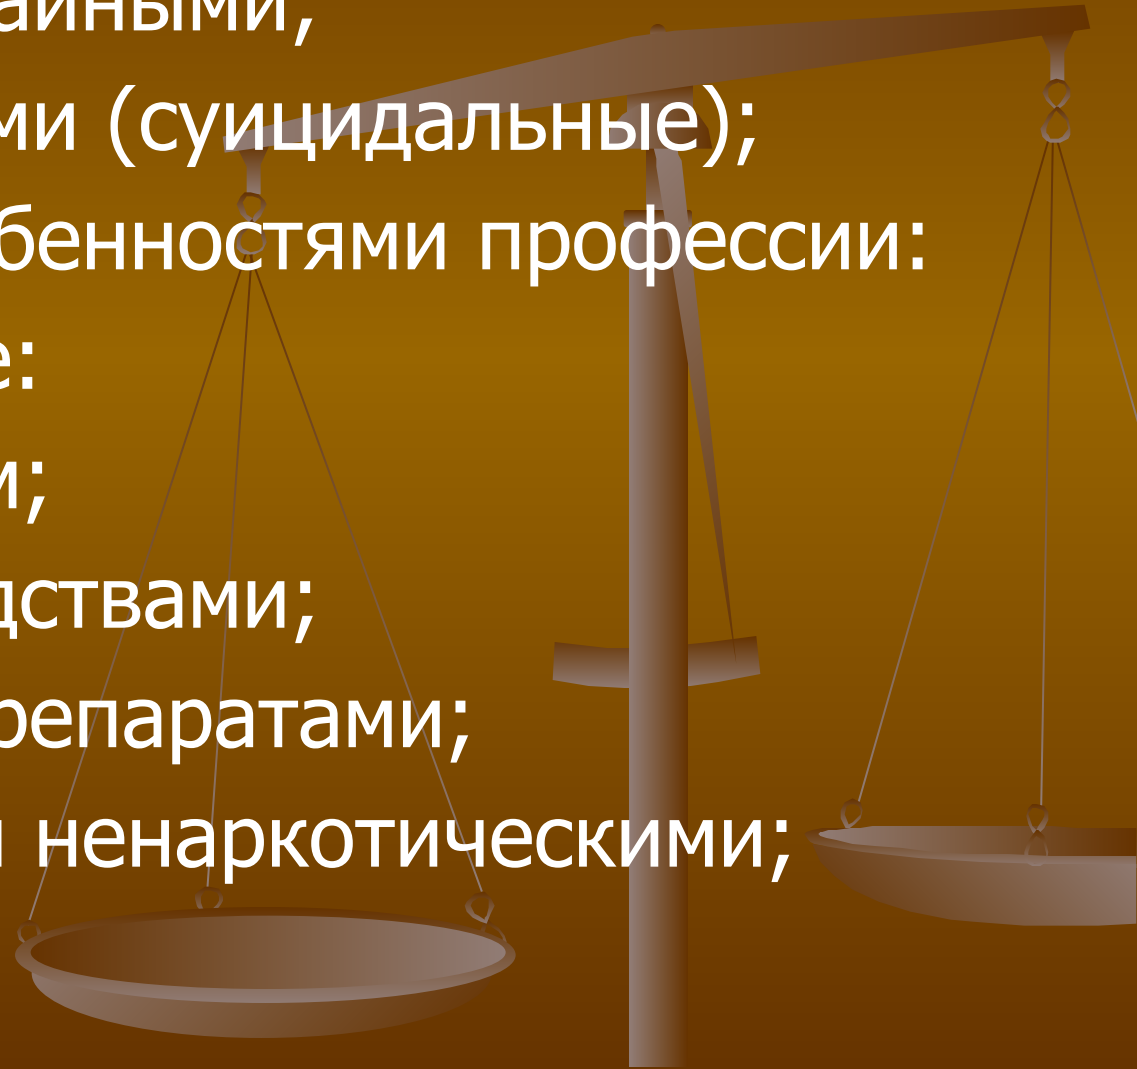 айными;
ми (суицидальные);
бенностями профессии:
е:
м;
дствами;
репаратами;
и ненаркотическими;